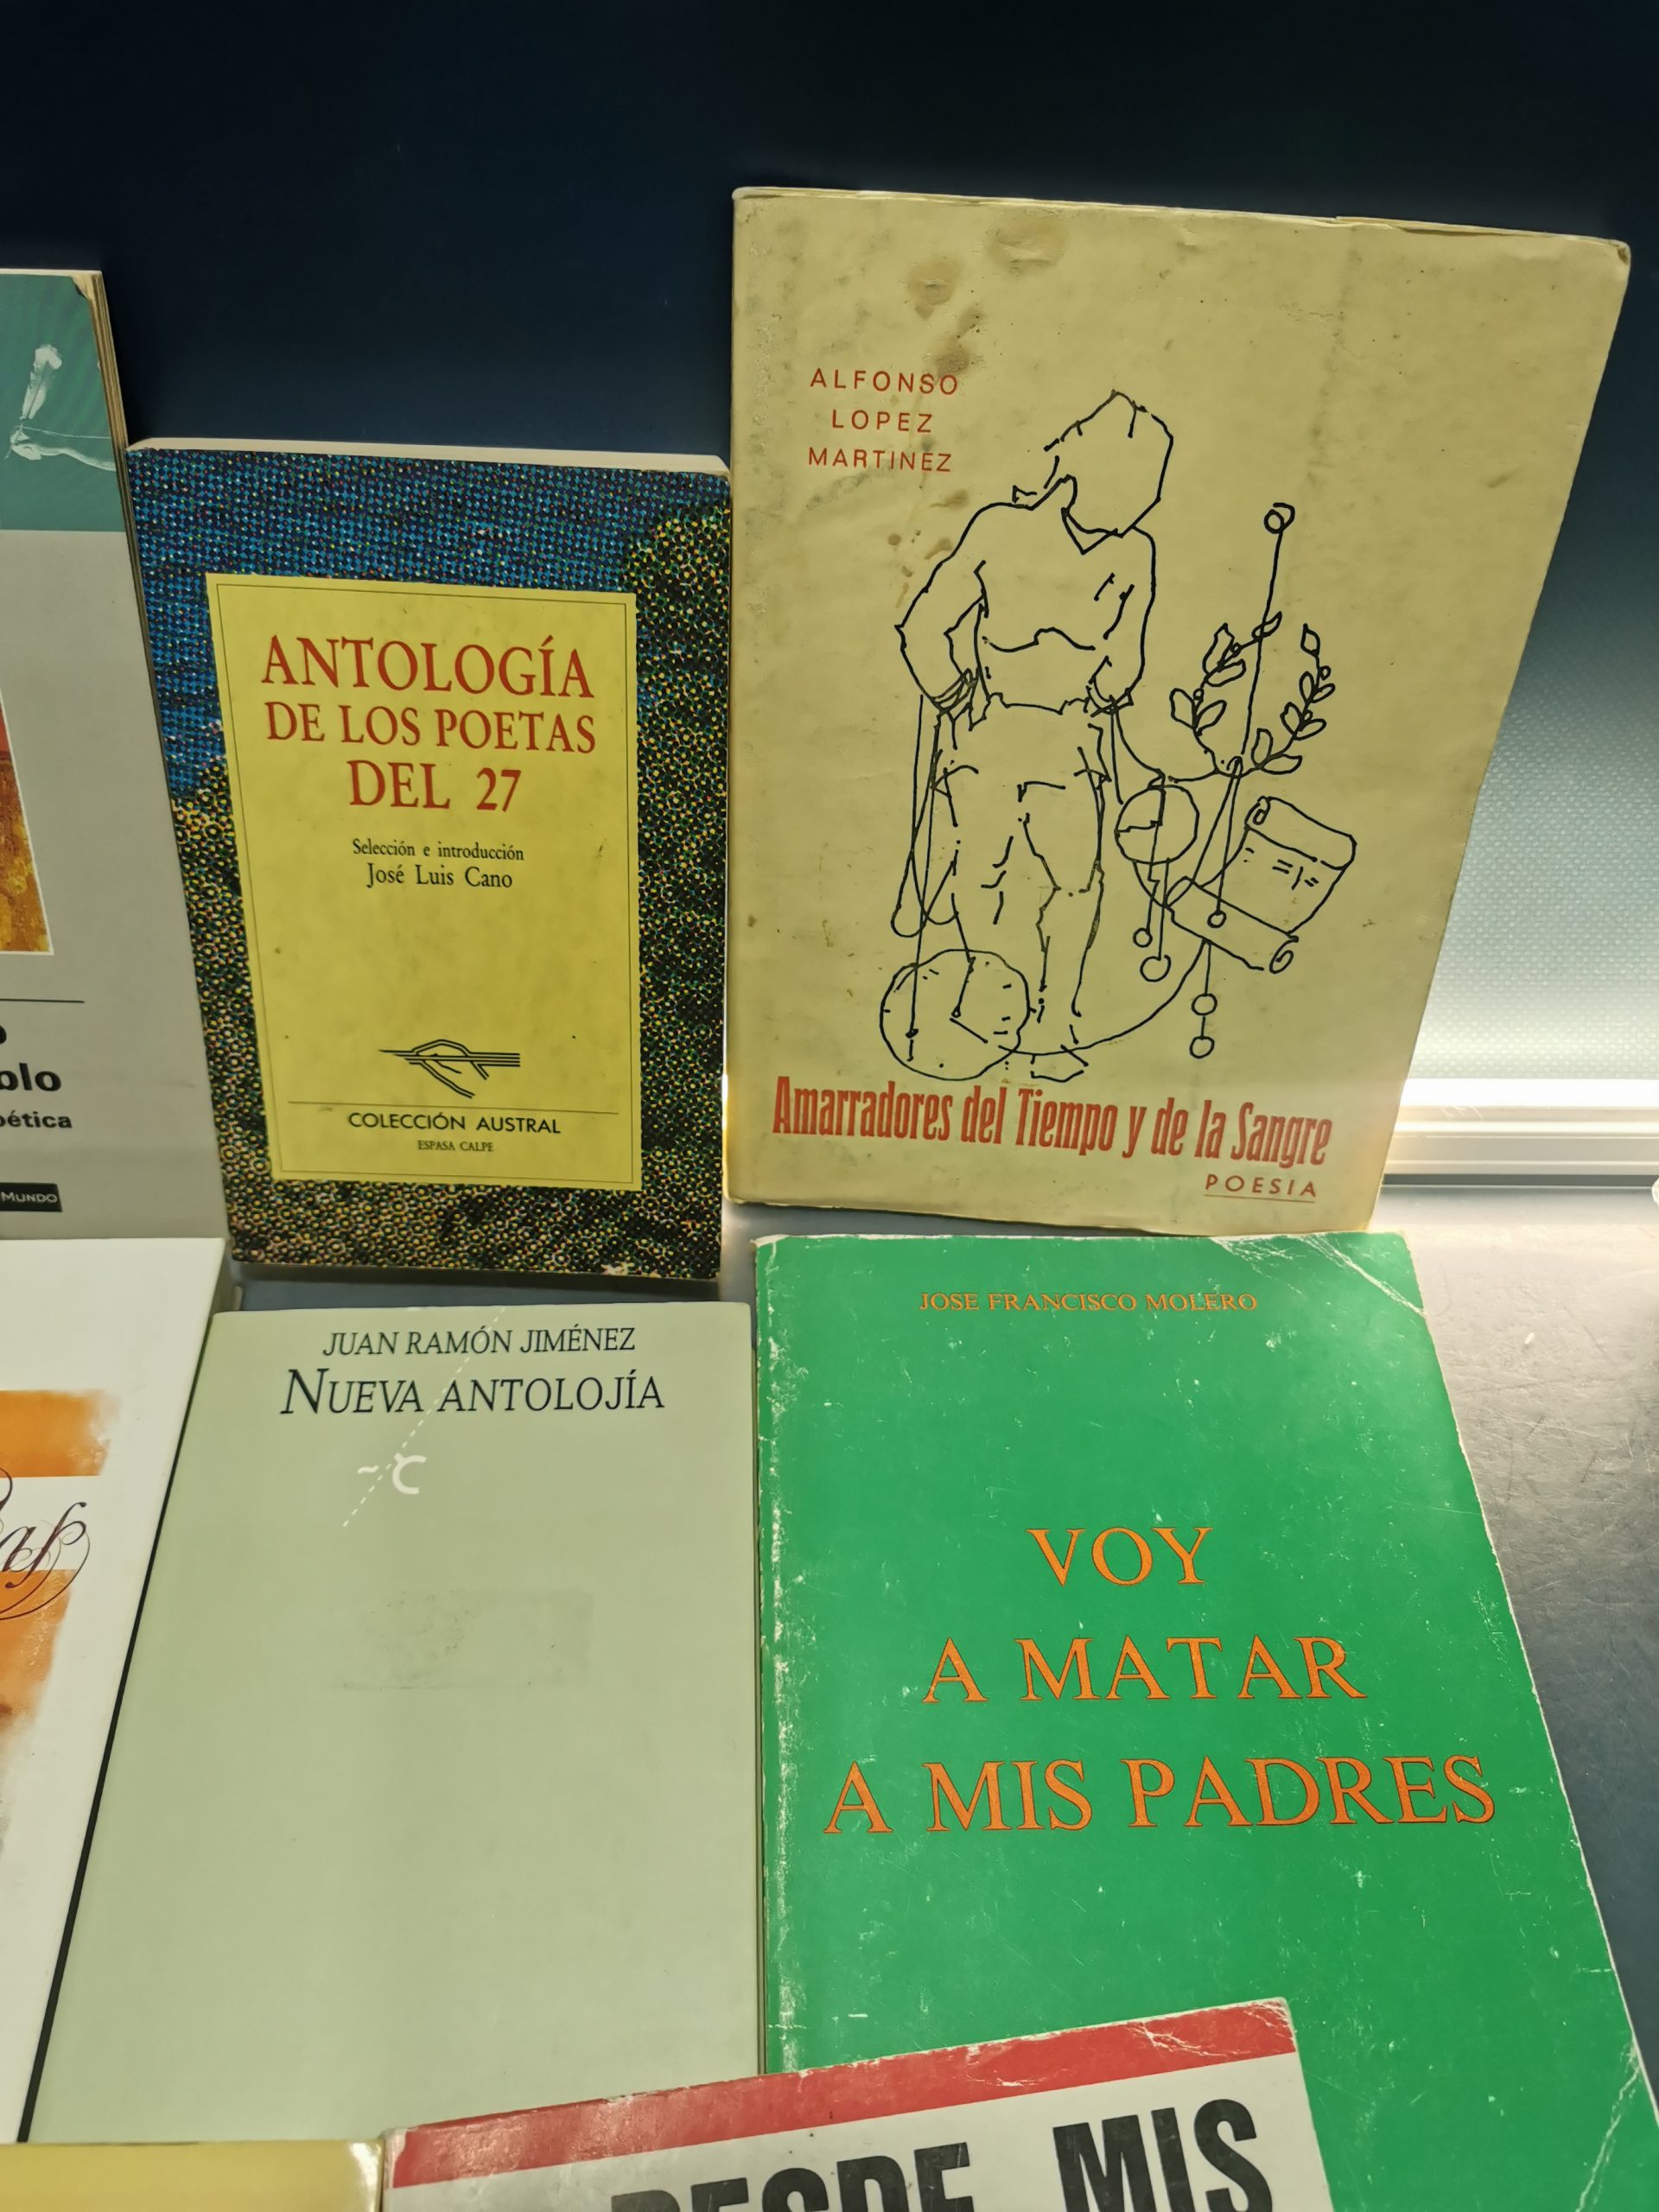 ALFONSO
LOPEZ
MARTINEZ
Amarradores del Tiempo y de la Sangre
POESIA
ANTOLOGÍA
DE LOS POETAS
DEL 27
Selección e introducción
José Luis Cano
COLECCIÓN AUSTRAL
ESPASA CALPE
MUNDO
JUAN RAMÓN JIMÉNEZ
NUEVA ANTOLOJÍA
JOSE FRANCISCO MOLERO
VOY
A MATAR
A MIS PADRES
DESDE MIS